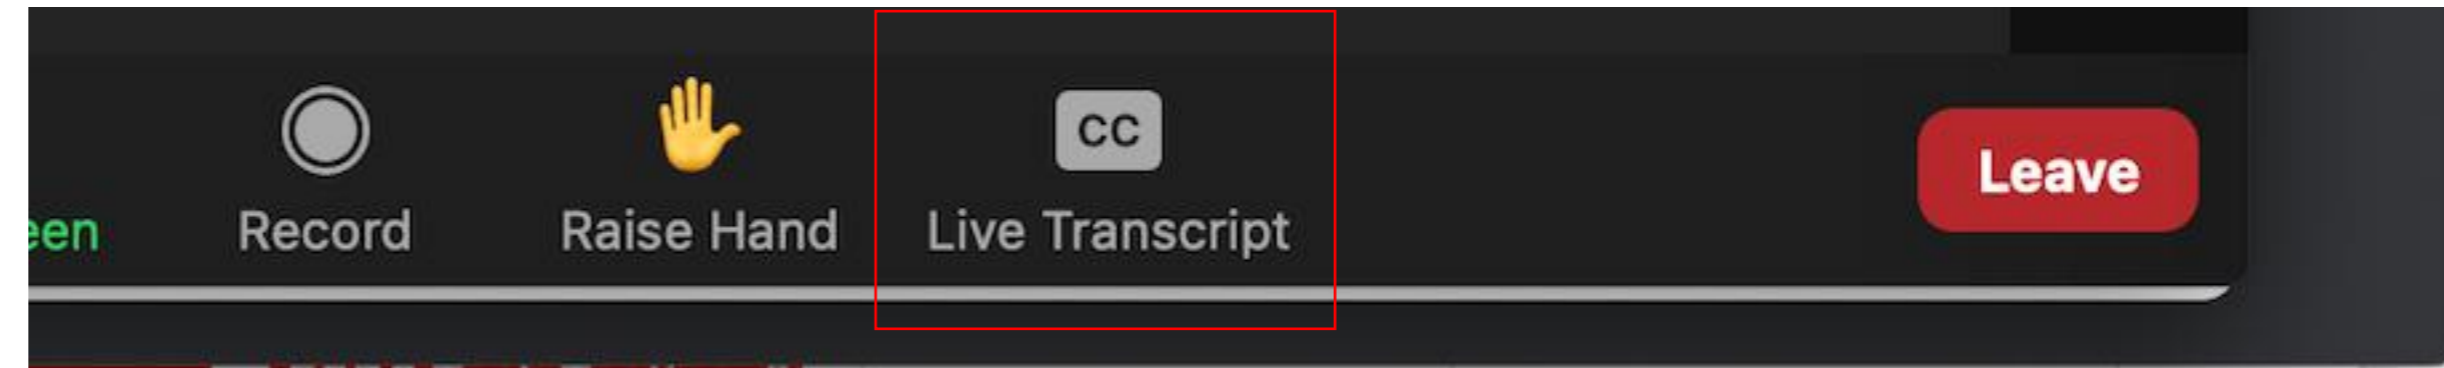 CC
Leave
een
Record
Raise Hand
Live Transcript